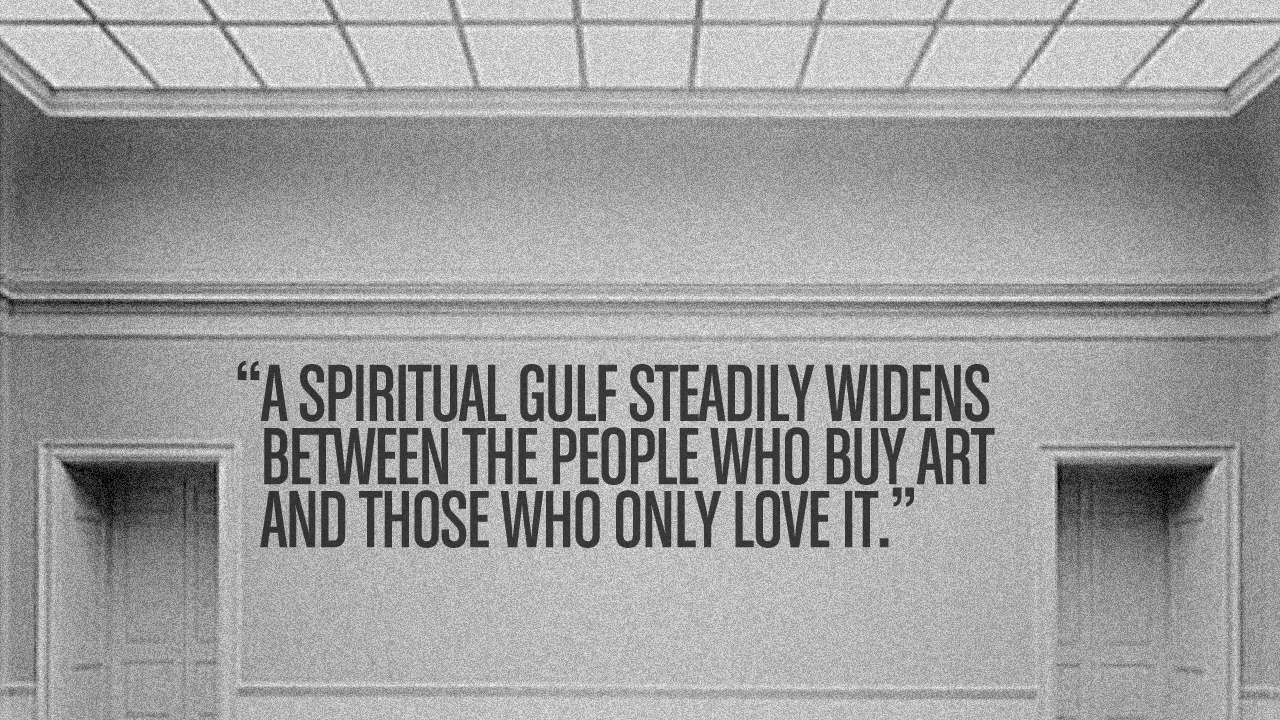 “A SPIRITUAL GULF STEADILY WIDENS
BETWEEN THE PEOPLE WHO BUY ART
AND THOSE WHO ONLY LOVE IT.”